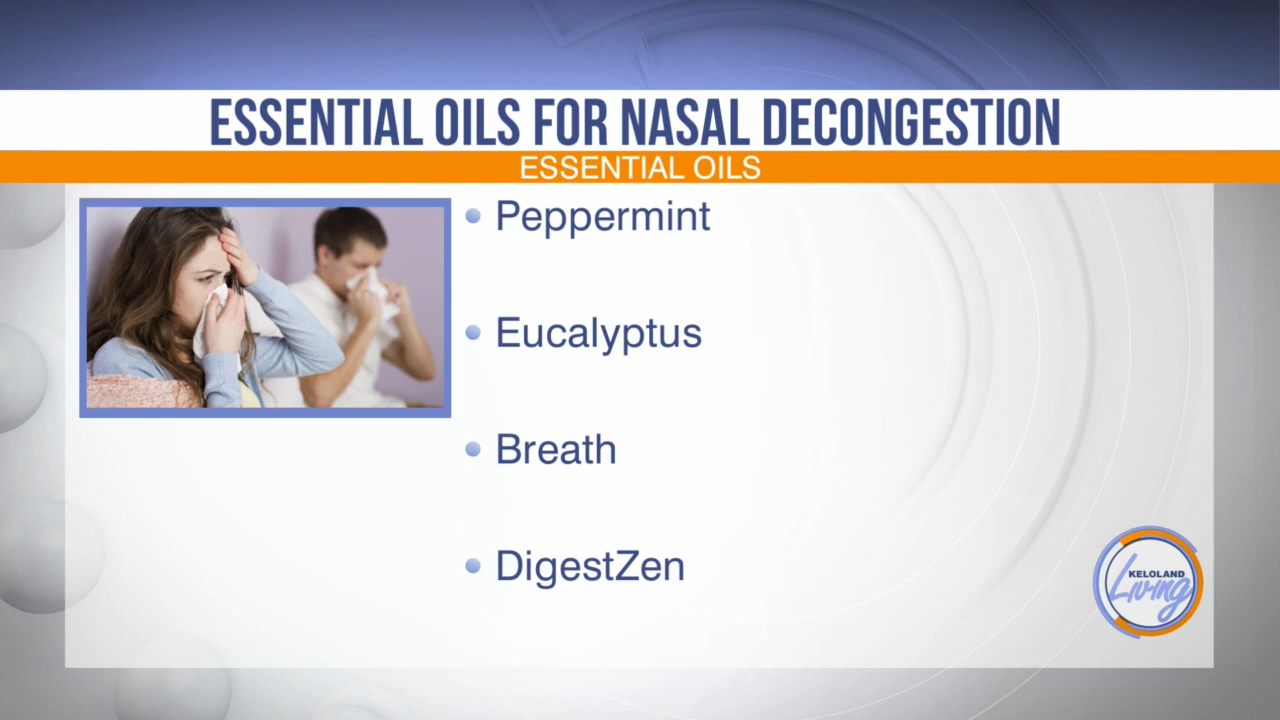 ESSENTIAL OILS FOR NASAL DECONGESTION
ESSENTIAL OILS
Peppermint
Eucalyptus
Breath
DigestZen
KELOLAND
Living